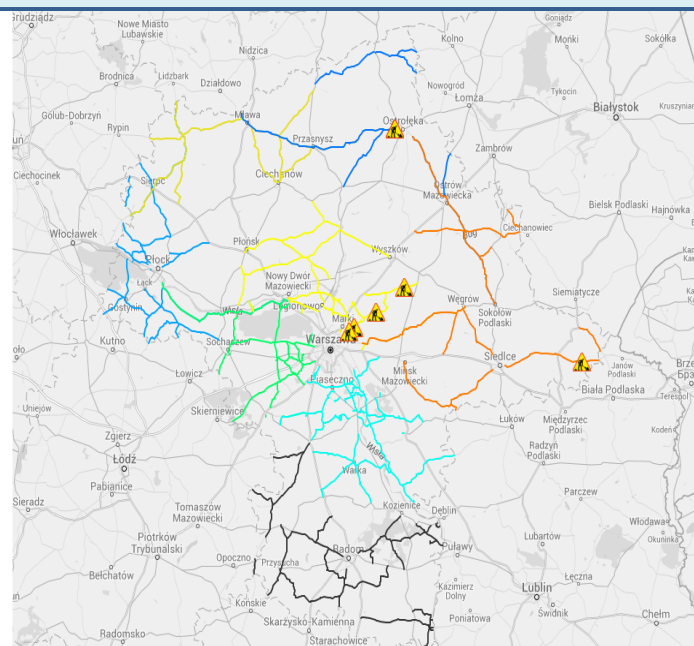 Grudziądz
Nowe Miasto
Lubawskie
Goniądz
Kolno
Mońki
Sokółka
Nidzica
Brodnica
Lidzbark
Działdowo
Nowogród
Łomża
Tykocin
Białystok
Kruszyniany
Golub-Dobrzyń
Rypin
Mława
Przasnysz
Ostrołęka
Zambrów
Ciechocinek
Sierpc
Ciechanów
Ostrów
Mazowiecka
Bielsk Podlaski
Hajnówka
Włocławek
Płock
Płońsk
Wyszków
Ciechanowiec
Łąck
Nowy Dwór
Mazowiecki
Siemiatycze
Gostynin
Wisła
Legionowo
Marki
Węgrów
Sokołów
Podlaski
Kutno
Sochaczew
Warszawa
Siedlce
Janów
Podlaski
Łowicz
Piaseczno
Mińsk
Mazowiecki
Biała Podlaska
Terespol
Uniejów
Skierniewice
Łuków
Międzyrzec
Podlaski
Kodeń
Zgierz
Łódź
Wisła
Radzyń
Podlaski
Pabianice
Warka
Sieradz
Tomaszów
Mazowiecki
Kozienice
Dęblin
Parczew
Włodawa
Okuninka
Piotrków
Trybunalski
Opoczno
Przysucha
Radom
Puławy
Lubartów
Bełchatów
Łęczna
Końskie
Kazimierz
Dolny
Lublin
Świdnik
Chełm
Radomsko
Skarżysko-Kamienna
Starachowice
Poniatowa